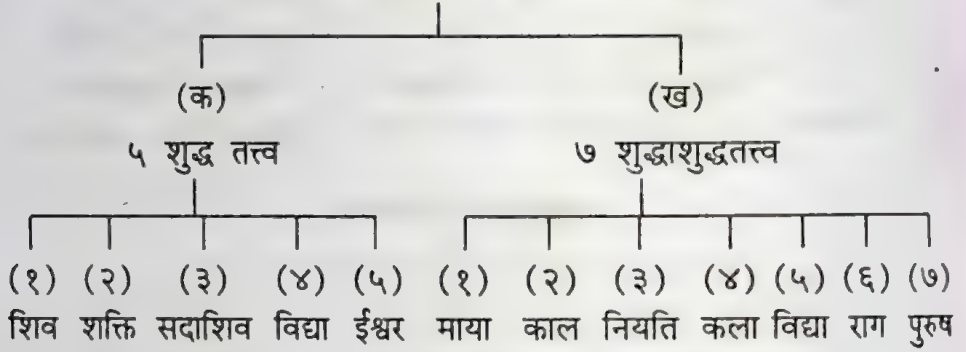 (क) (ख)
५ शुद्ध तत्त्व ७ शुद्धाशुद्धतत्त्व
(१) (२) (३) (४) (५) (१) (२) (३) (४) (५) (६) (७)
शिव शक्ति सदाशिव विद्या ईश्वर माया काल नियति कला विद्या राग पुरुष